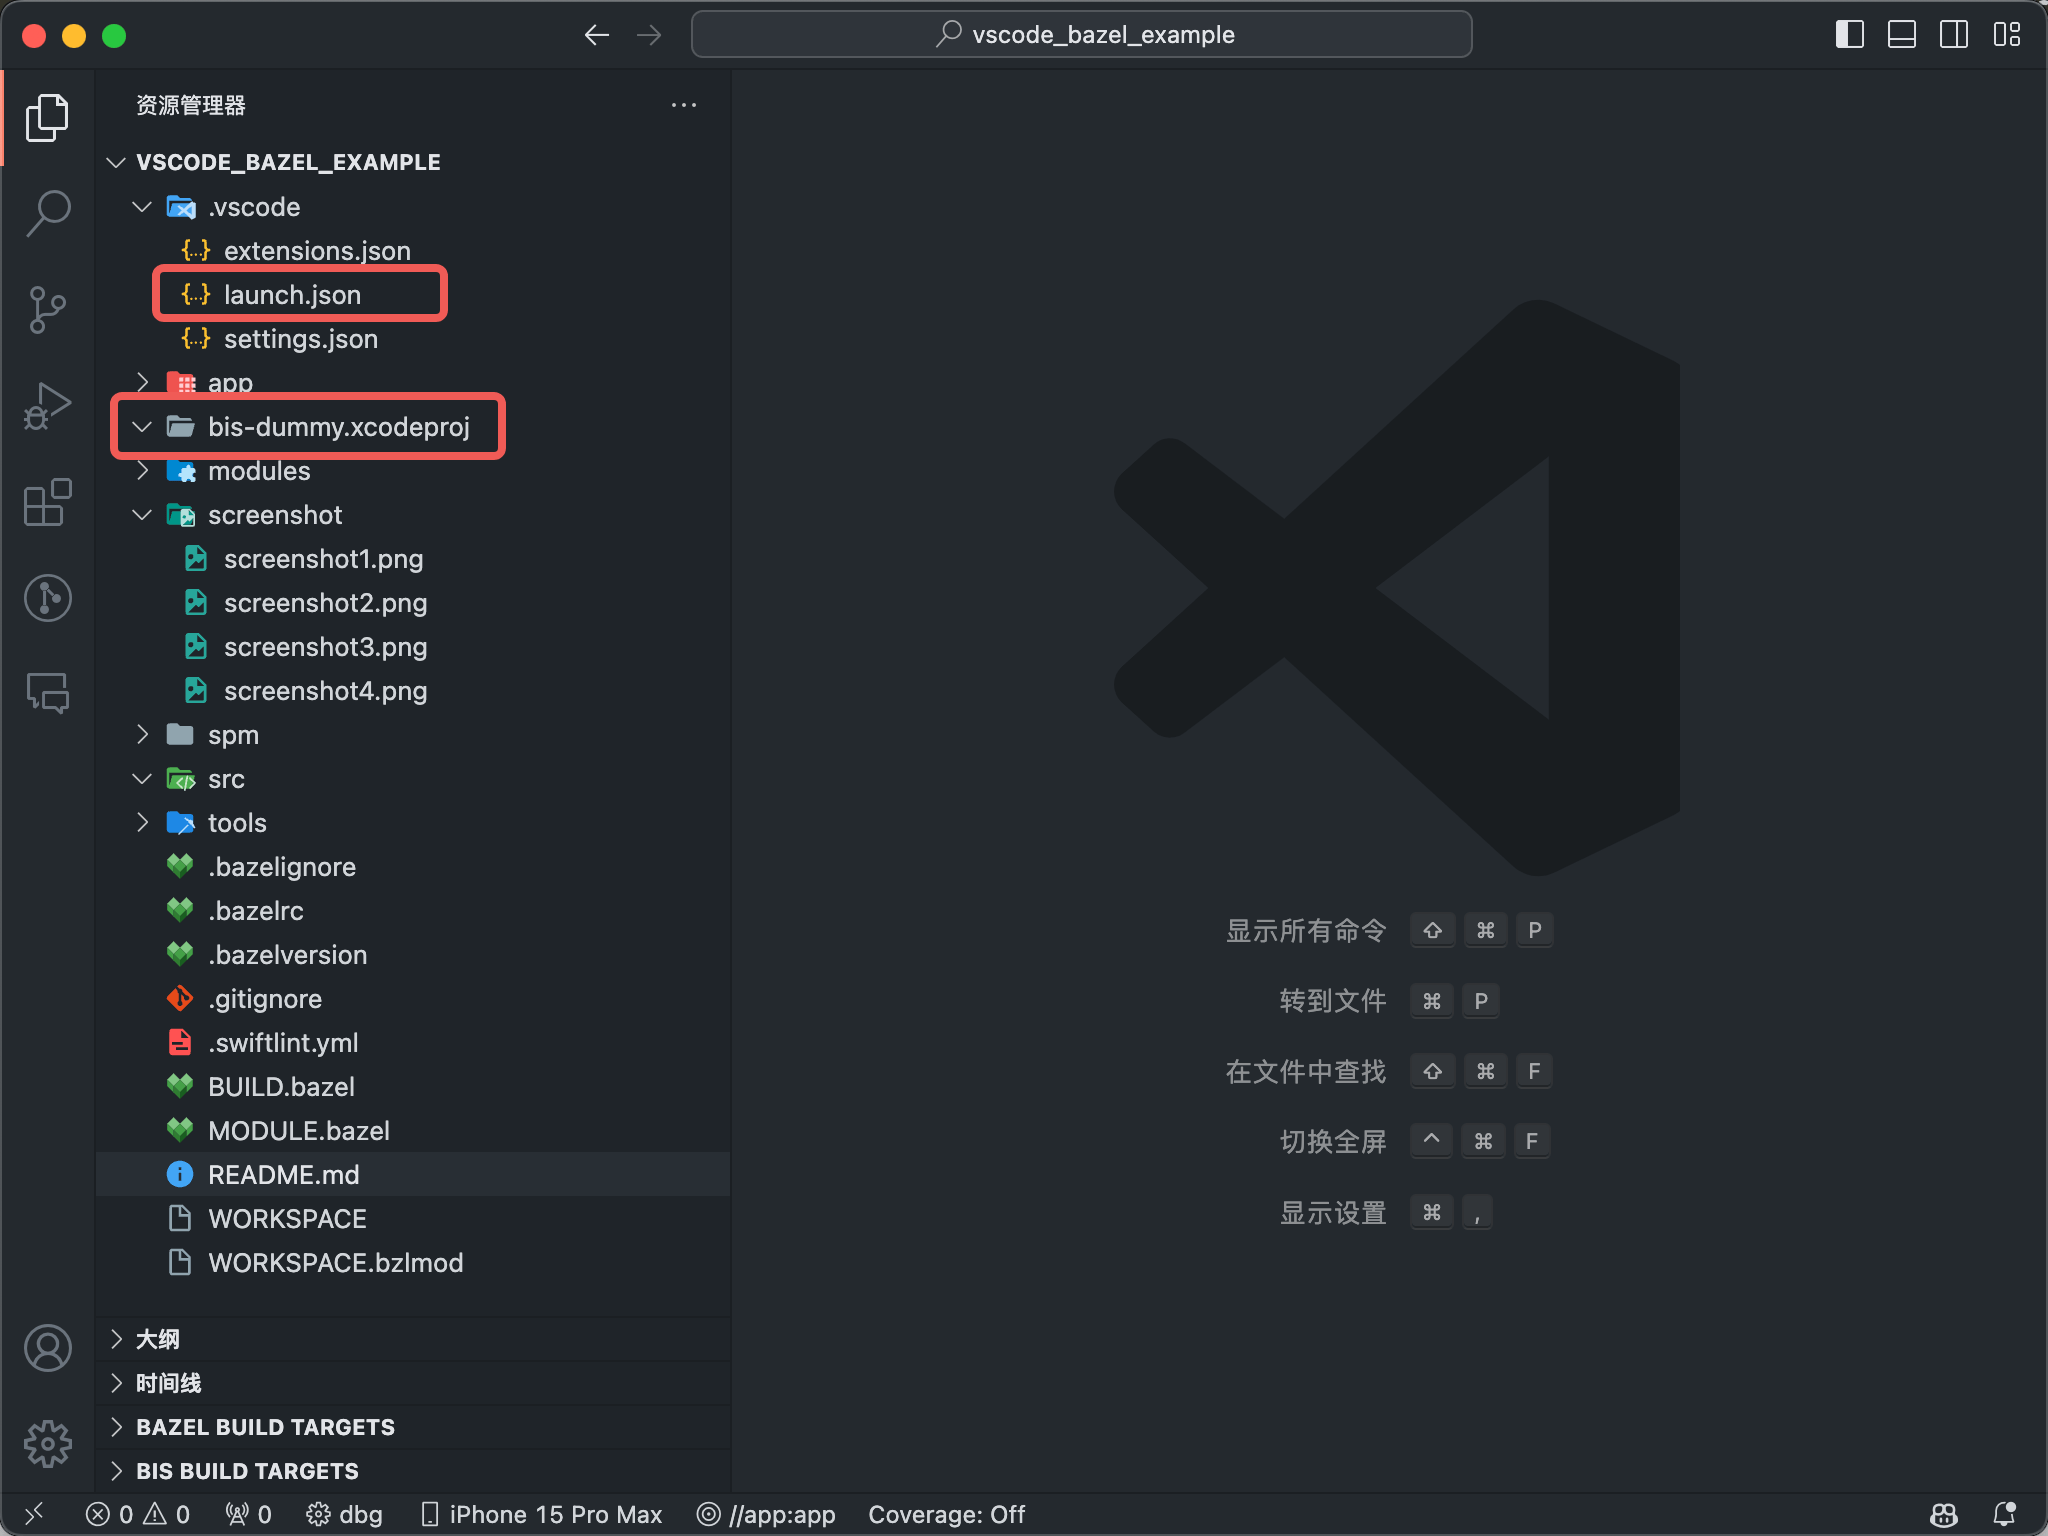 vscode_bazel_example
资源管理器
VSCODE_BAZEL_EXAMPLE
.vscode
extensions.json
launch.json
settings.json
app
bis-dummy.xcodeproj
modules
screenshot
screenshot1.png
screenshot2.png
screenshot3.png
screenshot4.png
spm
src
tools
.bazelignore
.bazelrc
.bazelversion
.gitignore
.swiftlint.yml
BUILD.bazel
MODULE.bazel
README.md
WORKSPACE
WORKSPACE.bzlmod
大纲
时间线
BAZEL BUILD TARGETS
BIS BUILD TARGETS
显示所有命令 ⇧ ⌘ P
转到文件 ⌘ P
在文件中查找 ⇧ ⌘ F
切换全屏 ^ ⌘ F
显示设置 ⌘ ,
0 0 0 dbg iPhone 15 Pro Max //app:app Coverage: Off